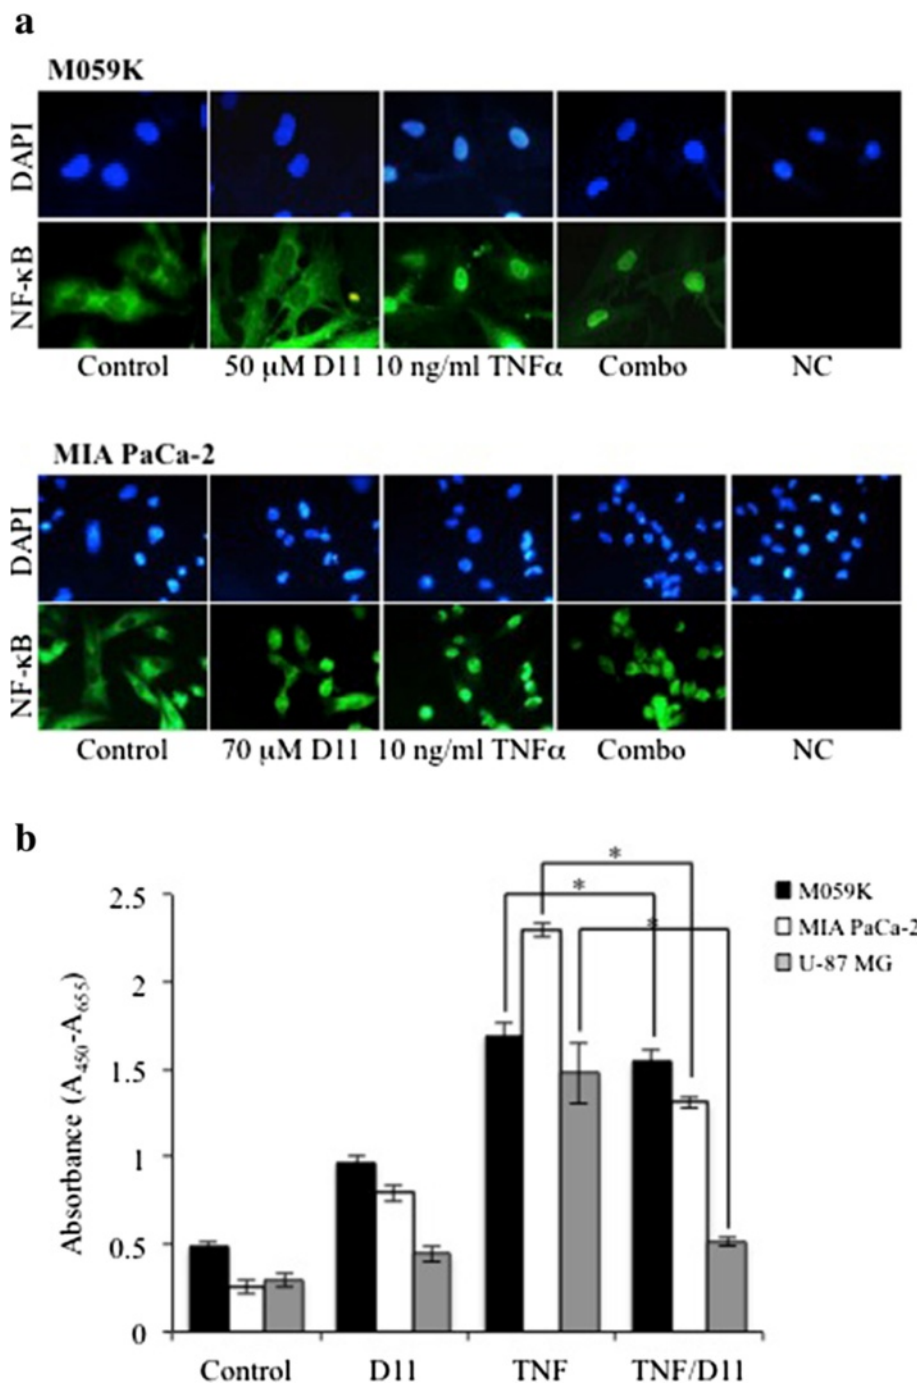 a
M059K
DAPI
NF-κB
Control 50 μM D11 10 ng/ml TNFα Combo NC
MIA PaCa-2
DAPI
NF-κB
Control 70 μM D11 10 ng/ml TNFα Combo NC
b
* * *
M059K
MIA PaCa-2
U-87 MG
Absorbance (A450-A655)
2.5
2
1.5
1
0.5
0
Control D11 TNF TNF/D11